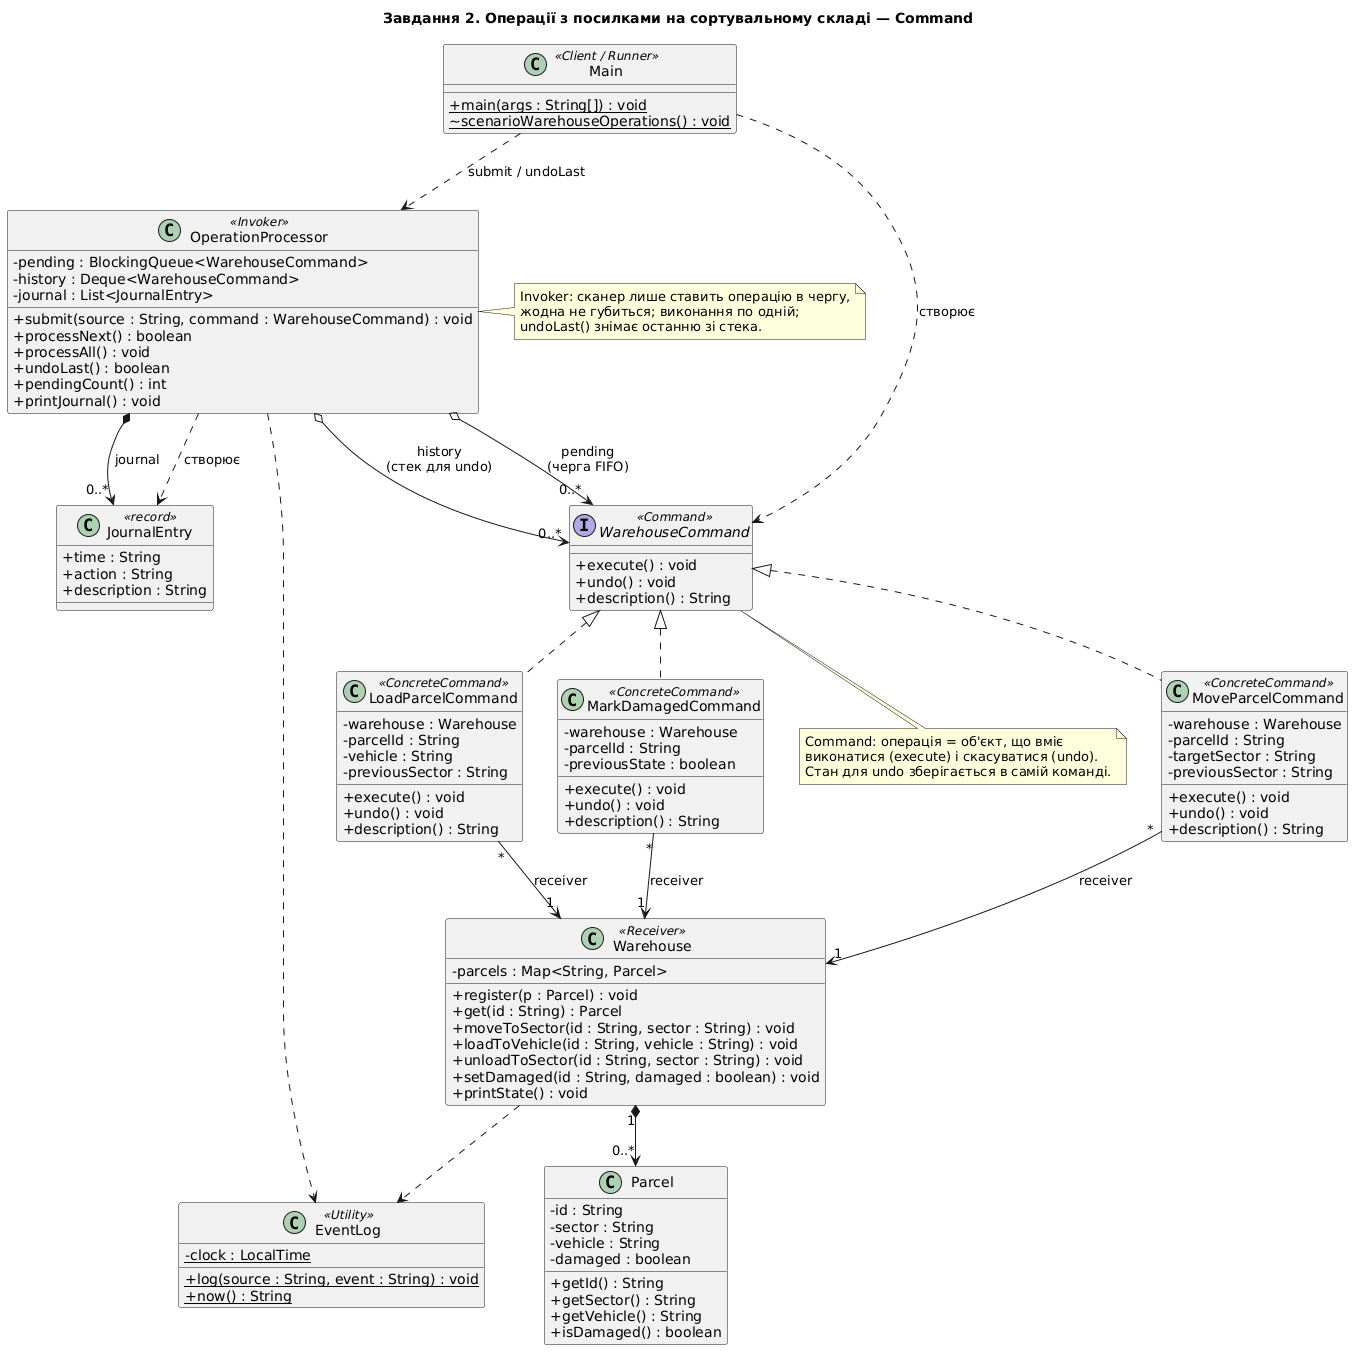 Завдання 2. Операції з посилками на сортувальному складі — Command
«Client / Runner»
C
Main
+main(args : String[]) : void
~scenarioWarehouseOperations() : void
submit / undoLast
створює
«Invoker»
C
OperationProcessor
-pending : BlockingQueue<WarehouseCommand>
-history : Deque<WarehouseCommand>
-journal : List<JournalEntry>
+submit(source : String, command : WarehouseCommand) : void
+processNext() : boolean
+processAll() : void
+undoLast() : boolean
+pendingCount() : int
+printJournal() : void
Invoker: сканер лише ставить операцію в чергу,
жодна не губиться; виконання по одній;
undoLast() знімає останню зі стека.
journal
0..*
створює
history
(стек для undo)
0..*
pending
(черга FIFO)
0..*
«record»
C
JournalEntry
+time : String
+action : String
+description : String
«Command»
I
WarehouseCommand
+execute() : void
+undo() : void
+description() : String
«ConcreteCommand»
C
LoadParcelCommand
-warehouse : Warehouse
-parcelId : String
-vehicle : String
-previousSector : String
+execute() : void
+undo() : void
+description() : String
«ConcreteCommand»
C
MarkDamagedCommand
-warehouse : Warehouse
-parcelId : String
-previousState : boolean
+execute() : void
+undo() : void
+description() : String
Command: операція = об'єкт, що вміє
виконатися (execute) і скасуватися (undo).
Стан для undo зберігається в самій команді.
«ConcreteCommand»
C
MoveParcelCommand
-warehouse : Warehouse
-parcelId : String
-targetSector : String
-previousSector : String
+execute() : void
+undo() : void
+description() : String
*
receiver
1
*
receiver
1
*
receiver
1
«Receiver»
C
Warehouse
-parcels : Map<String, Parcel>
+register(p : Parcel) : void
+get(id : String) : Parcel
+moveToSector(id : String, sector : String) : void
+loadToVehicle(id : String, vehicle : String) : void
+unloadToSector(id : String, sector : String) : void
+setDamaged(id : String, damaged : boolean) : void
+printState() : void
1
0..*
«Utility»
C
EventLog
-clock : LocalTime
+log(source : String, event : String) : void
+now() : String
C
Parcel
-id : String
-sector : String
-vehicle : String
-damaged : boolean
+getId() : String
+getSector() : String
+getVehicle() : String
+isDamaged() : boolean